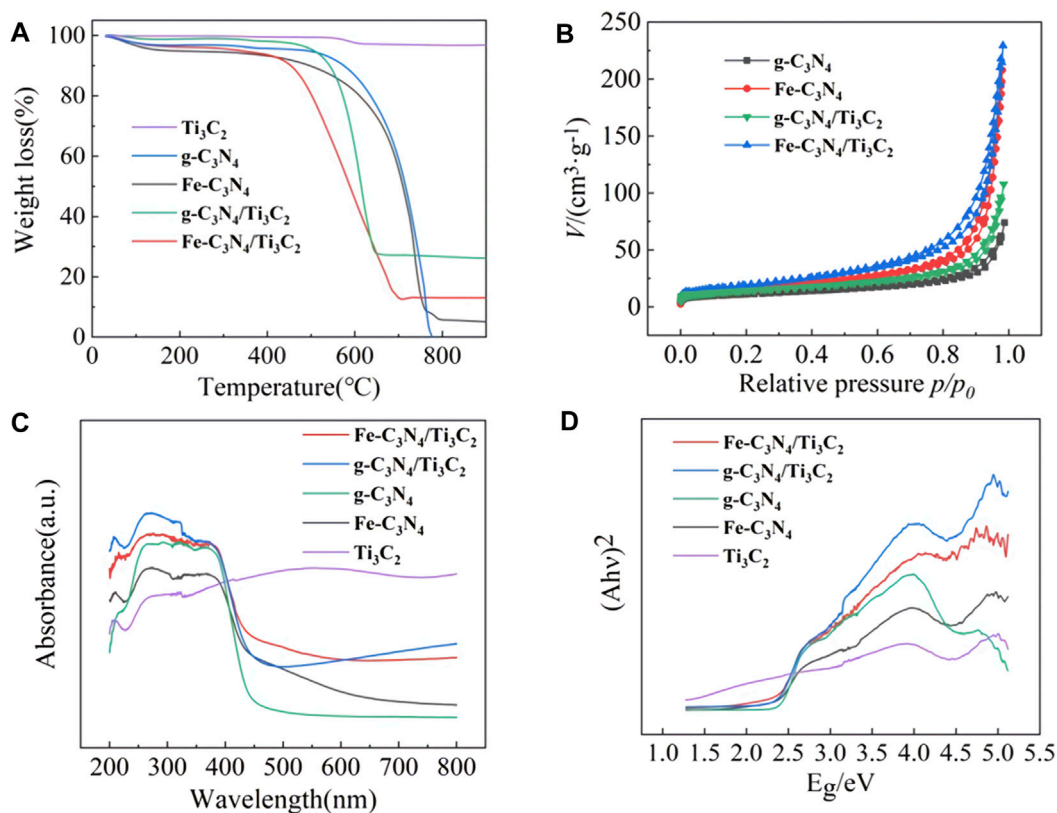 A
Weight loss(%)
100
80
60
40
20
0
Ti₃C₂
g-C₃N₄
Fe-C₃N₄
g-C₃N₄/Ti₃C₂
Fe-C₃N₄/Ti₃C₂
0 200 400 600 800
Temperature(℃)
B
V/(cm³·g⁻¹)
250
200
150
100
50
0
g-C₃N₄
Fe-C₃N₄
g-C₃N₄/Ti₃C₂
Fe-C₃N₄/Ti₃C₂
0.0 0.2 0.4 0.6 0.8 1.0
Relative pressure p/p₀
C
Absorbance(a.u.)
Fe-C₃N₄/Ti₃C₂
g-C₃N₄/Ti₃C₂
g-C₃N₄
Fe-C₃N₄
Ti₃C₂
200 300 400 500 600 700 800
Wavelength(nm)
D
(Ahν)²
Fe-C₃N₄/Ti₃C₂
g-C₃N₄/Ti₃C₂
g-C₃N₄
Fe-C₃N₄
Ti₃C₂
1.0 1.5 2.0 2.5 3.0 3.5 4.0 4.5 5.0 5.5
Eg/eV